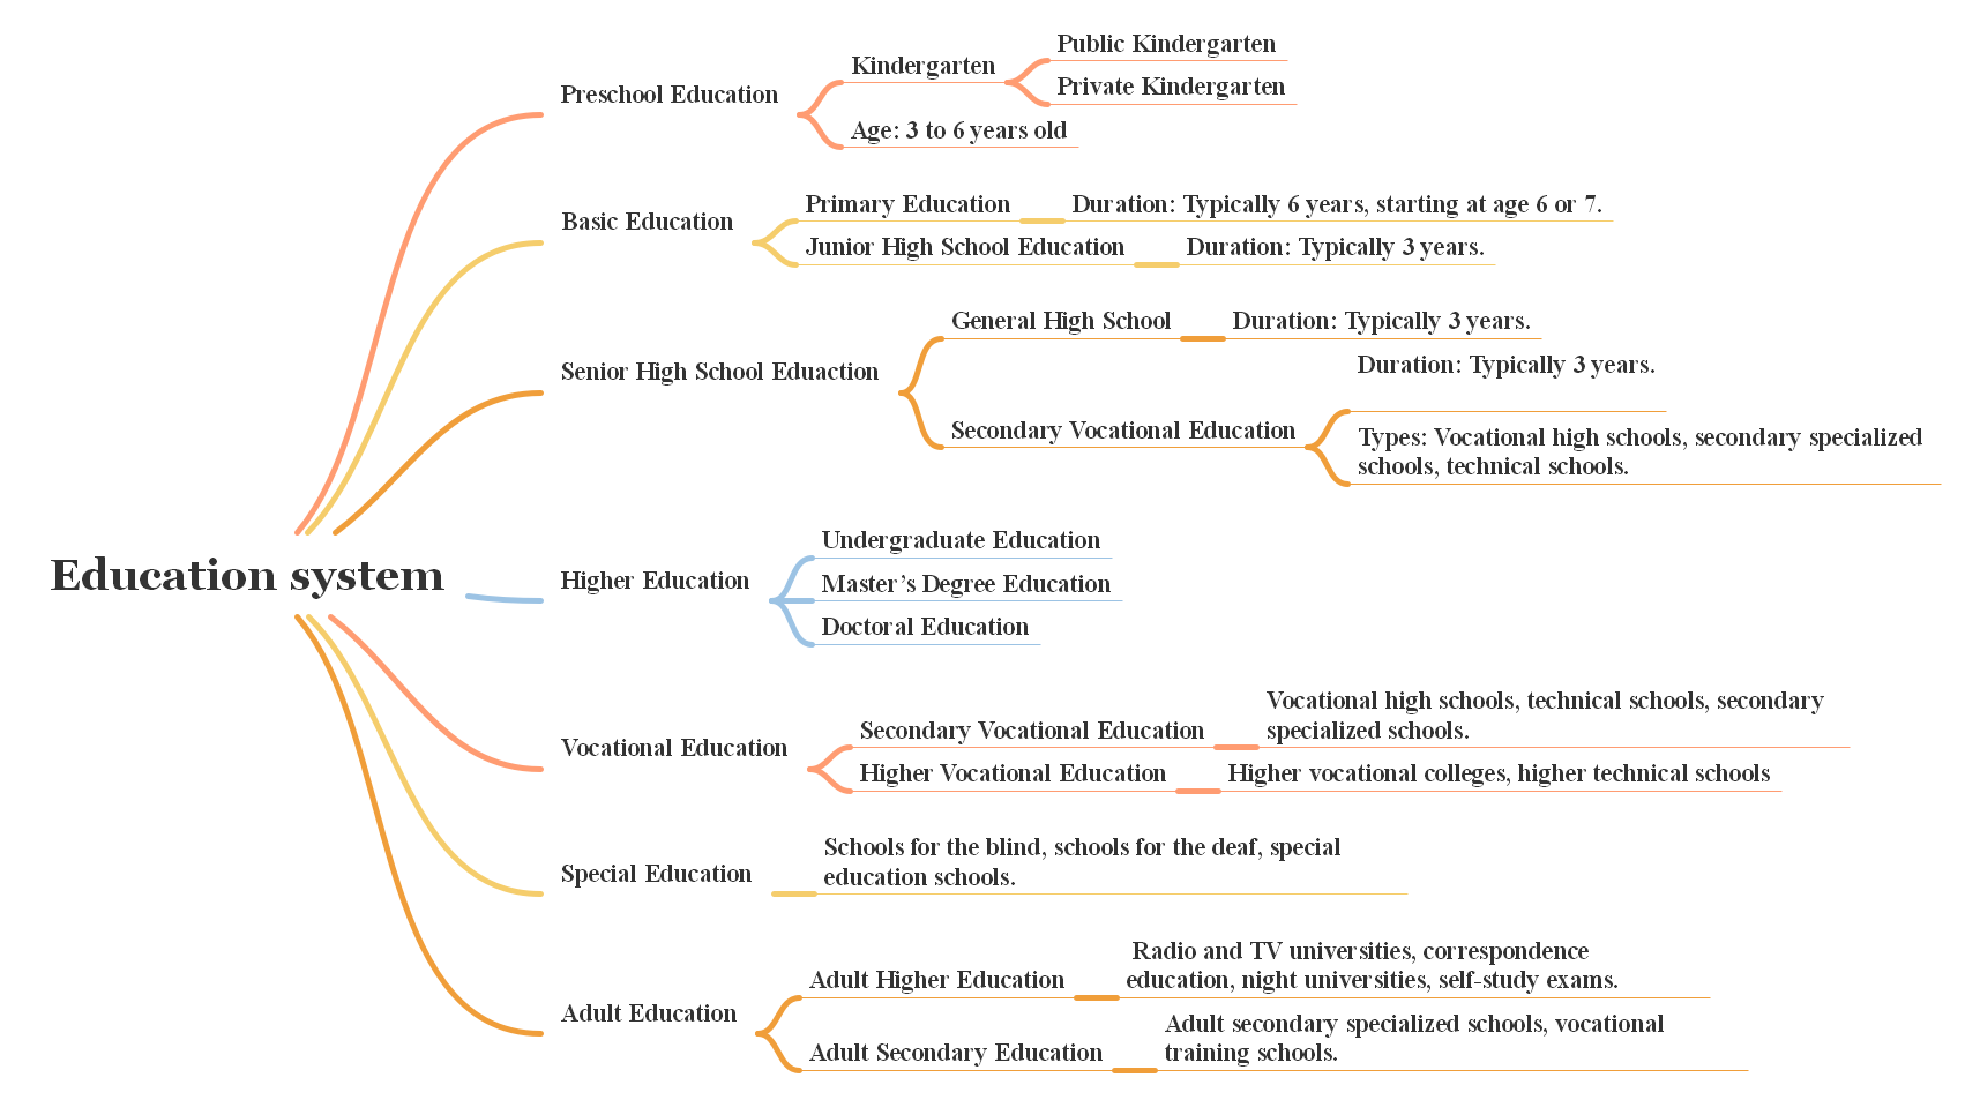 Education system
Preschool Education
Kindergarten
Public Kindergarten
Private Kindergarten
Age: 3 to 6 years old
Basic Education
Primary Education
Duration: Typically 6 years, starting at age 6 or 7.
Junior High School Education
Duration: Typically 3 years.
Senior High School Eduaction
General High School
Duration: Typically 3 years.
Secondary Vocational Education
Duration: Typically 3 years.
Types: Vocational high schools, secondary specialized
schools, technical schools.
Higher Education
Undergraduate Education
Master’s Degree Education
Doctoral Education
Vocational Education
Secondary Vocational Education
Vocational high schools, technical schools, secondary
specialized schools.
Higher Vocational Education
Higher vocational colleges, higher technical schools
Special Education
Schools for the blind, schools for the deaf, special
education schools.
Adult Education
Adult Higher Education
Radio and TV universities, correspondence
education, night universities, self-study exams.
Adult Secondary Education
Adult secondary specialized schools, vocational
training schools.